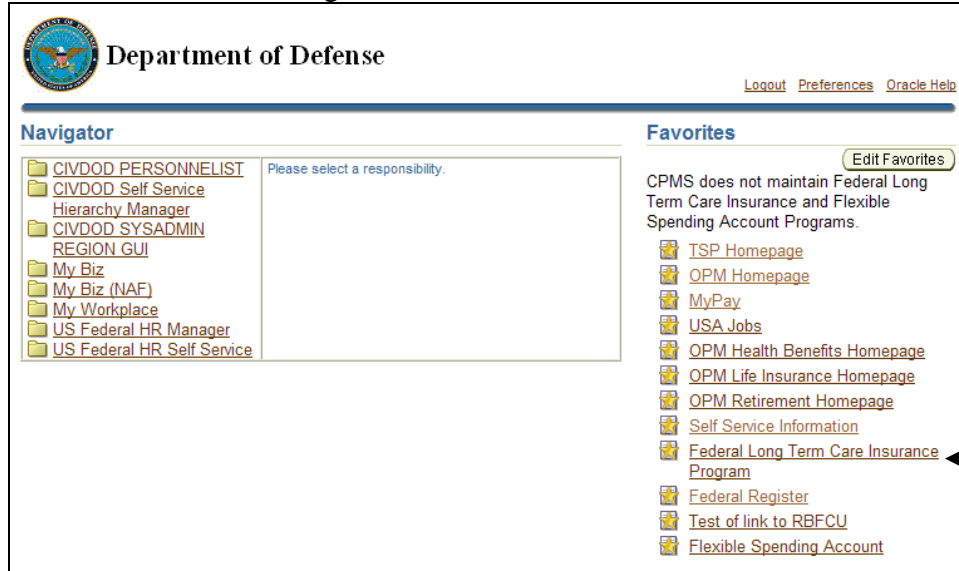 Department of Defense
Logout Preferences Oracle Help
Navigator
CIVDOD PERSONNELIST
CIVDOD Self Service
Hierarchy Manager
CIVDOD SYSADMIN
REGION GUI
My Biz
My Biz (NAF)
My Workplace
US Federal HR Manager
US Federal HR Self Service
Please select a responsibility.
Favorites
Edit Favorites
CPMS does not maintain Federal Long
Term Care Insurance and Flexible
Spending Account Programs.
TSP Homepage
OPM Homepage
MyPay
USA Jobs
OPM Health Benefits Homepage
OPM Life Insurance Homepage
OPM Retirement Homepage
Self Service Information
Federal Long Term Care Insurance
Program
Federal Register
Test of link to RBFCU
Flexible Spending Account